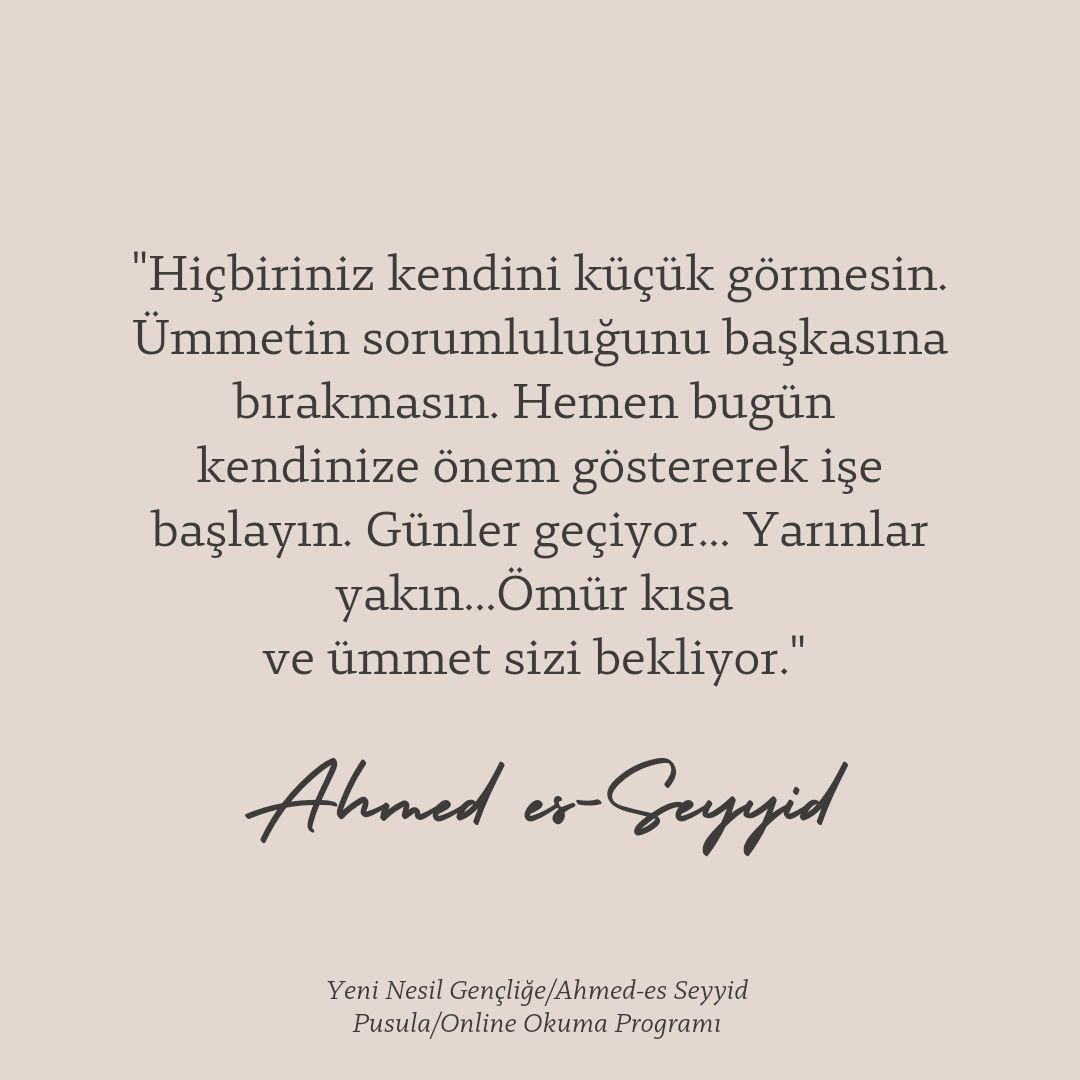 "Hiçbiriniz kendini küçük görmesin.
Ümmetin sorumluluğunu başkasına
bırakmasın. Hemen bugün
kendinize önem göstererek işe
başlayın. Günler geçiyor... Yarınlar
yakın...Ömür kısa
ve ümmet sizi bekliyor."
Ahmed es-Seyyid
Yeni Nesil Gençliğe/Ahmed-es Seyyid
Pusula/Online Okuma Programı